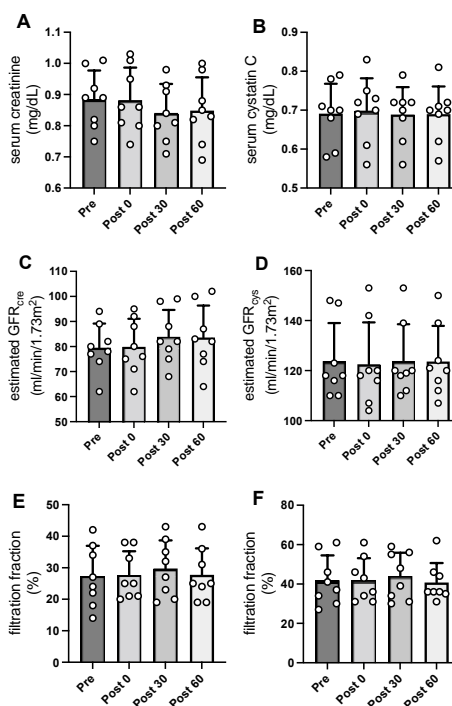 A
serum creatinine
(mg/dL)
1.1
1.0
0.9
0.8
0.7
0.6
Pre
Post 0
Post 30
Post 60
B
serum cystatin C
(mg/dL)
0.9
0.8
0.7
0.6
0.5
Pre
Post 0
Post 30
Post 60
C
estimated GFRcre
(ml/min/1.73m²)
110
100
90
80
70
60
50
Pre
Post 0
Post 30
Post 60
D
estimated GFRcys
(ml/min/1.73m²)
160
140
120
100
Pre
Post 0
Post 30
Post 60
E
filtration fraction
(%)
50
40
30
20
10
0
Pre
Post 0
Post 30
Post 60
F
filtration fraction
(%)
80
60
40
20
0
Pre
Post 0
Post 30
Post 60